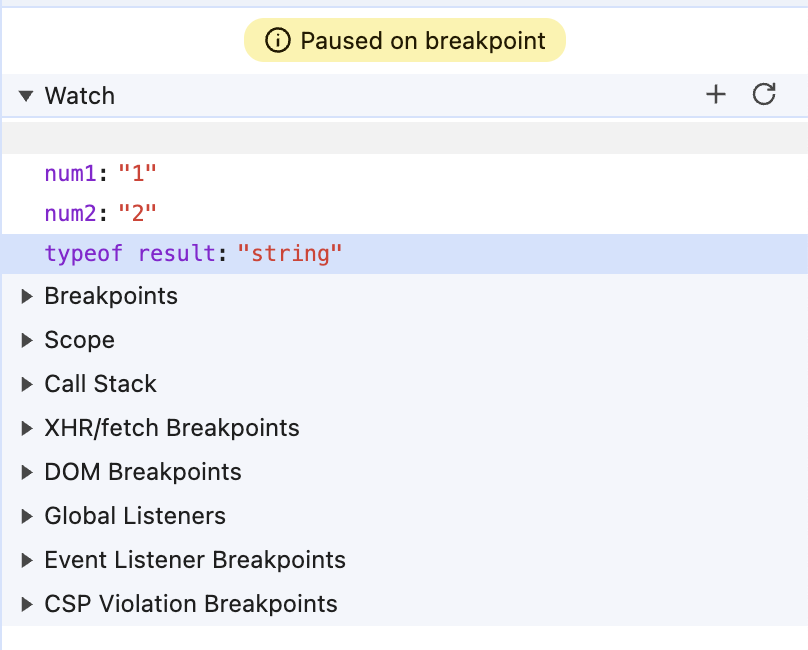 Paused on breakpoint
Watch
num1: "1"
num2: "2"
typeof result: "string"
Breakpoints
Scope
Call Stack
XHR/fetch Breakpoints
DOM Breakpoints
Global Listeners
Event Listener Breakpoints
CSP Violation Breakpoints